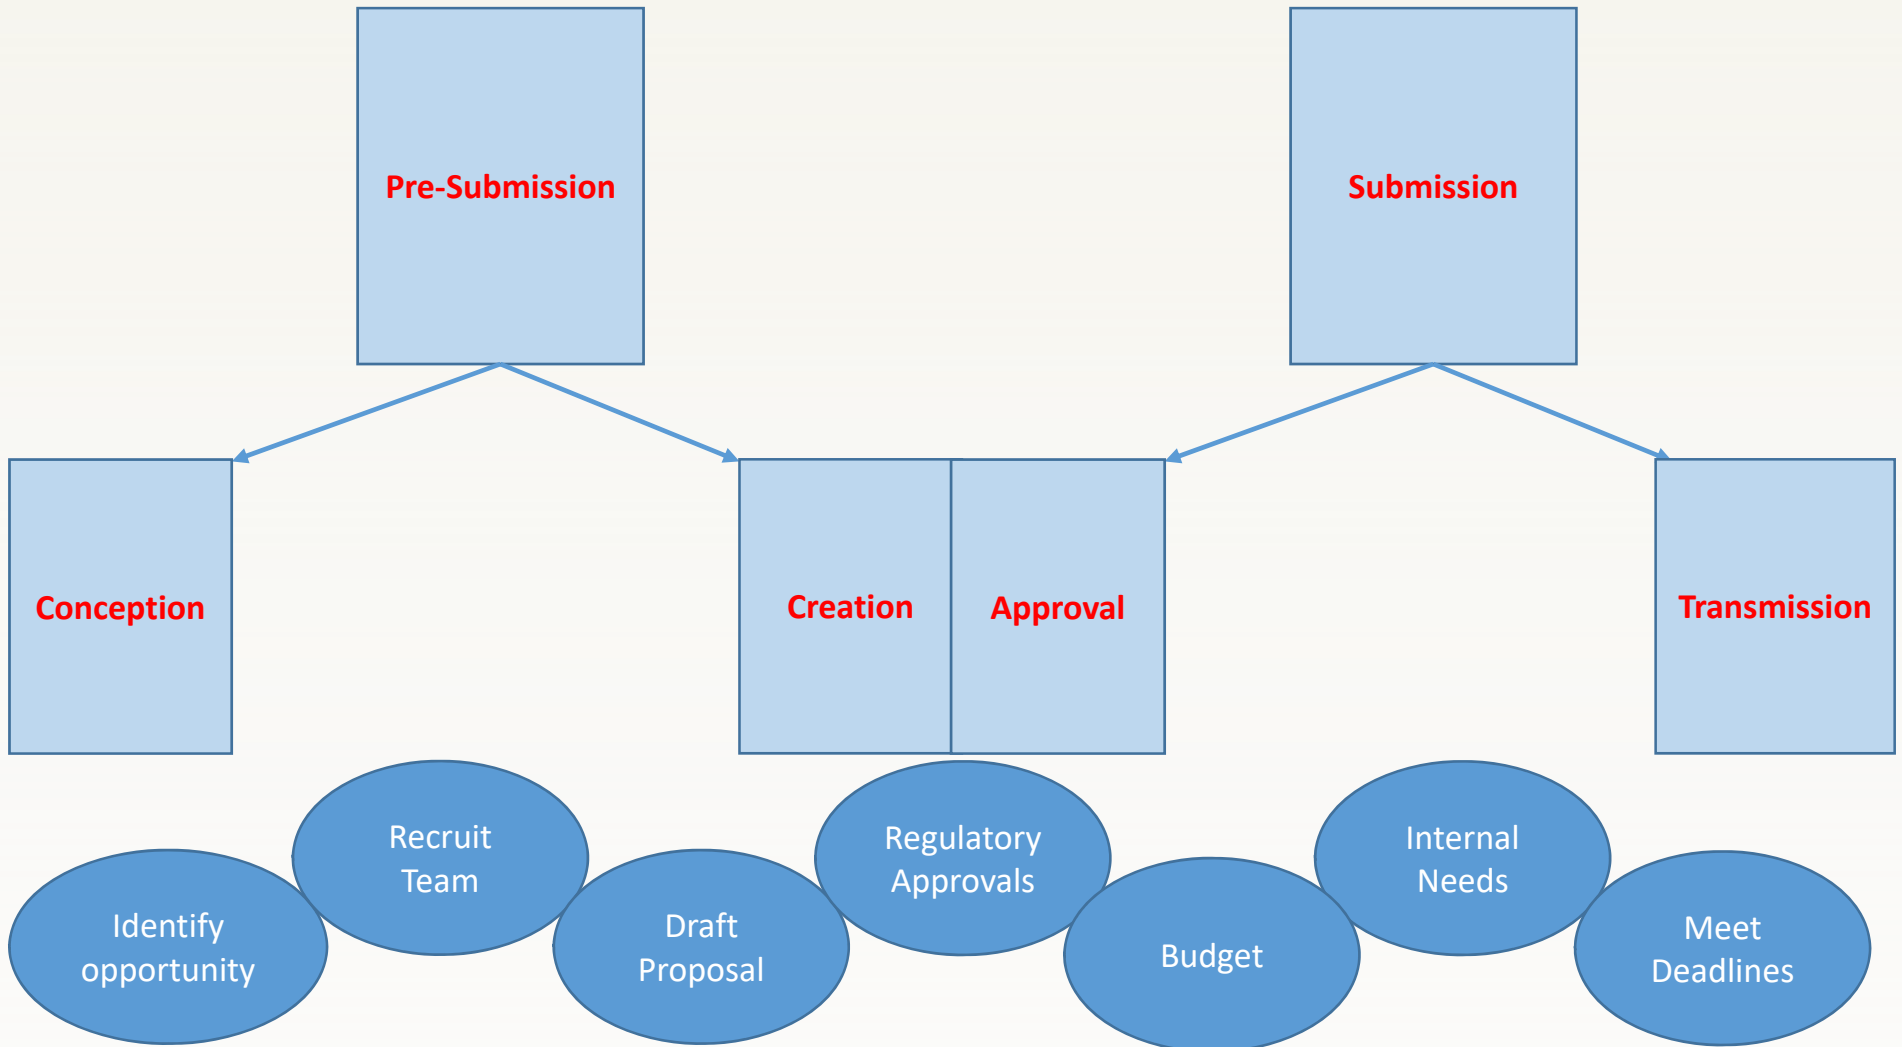 Pre-Submission
Submission
Conception
Creation
Approval
Transmission
Identify
opportunity
Recruit
Team
Draft
Proposal
Regulatory
Approvals
Budget
Internal
Needs
Meet
Deadlines